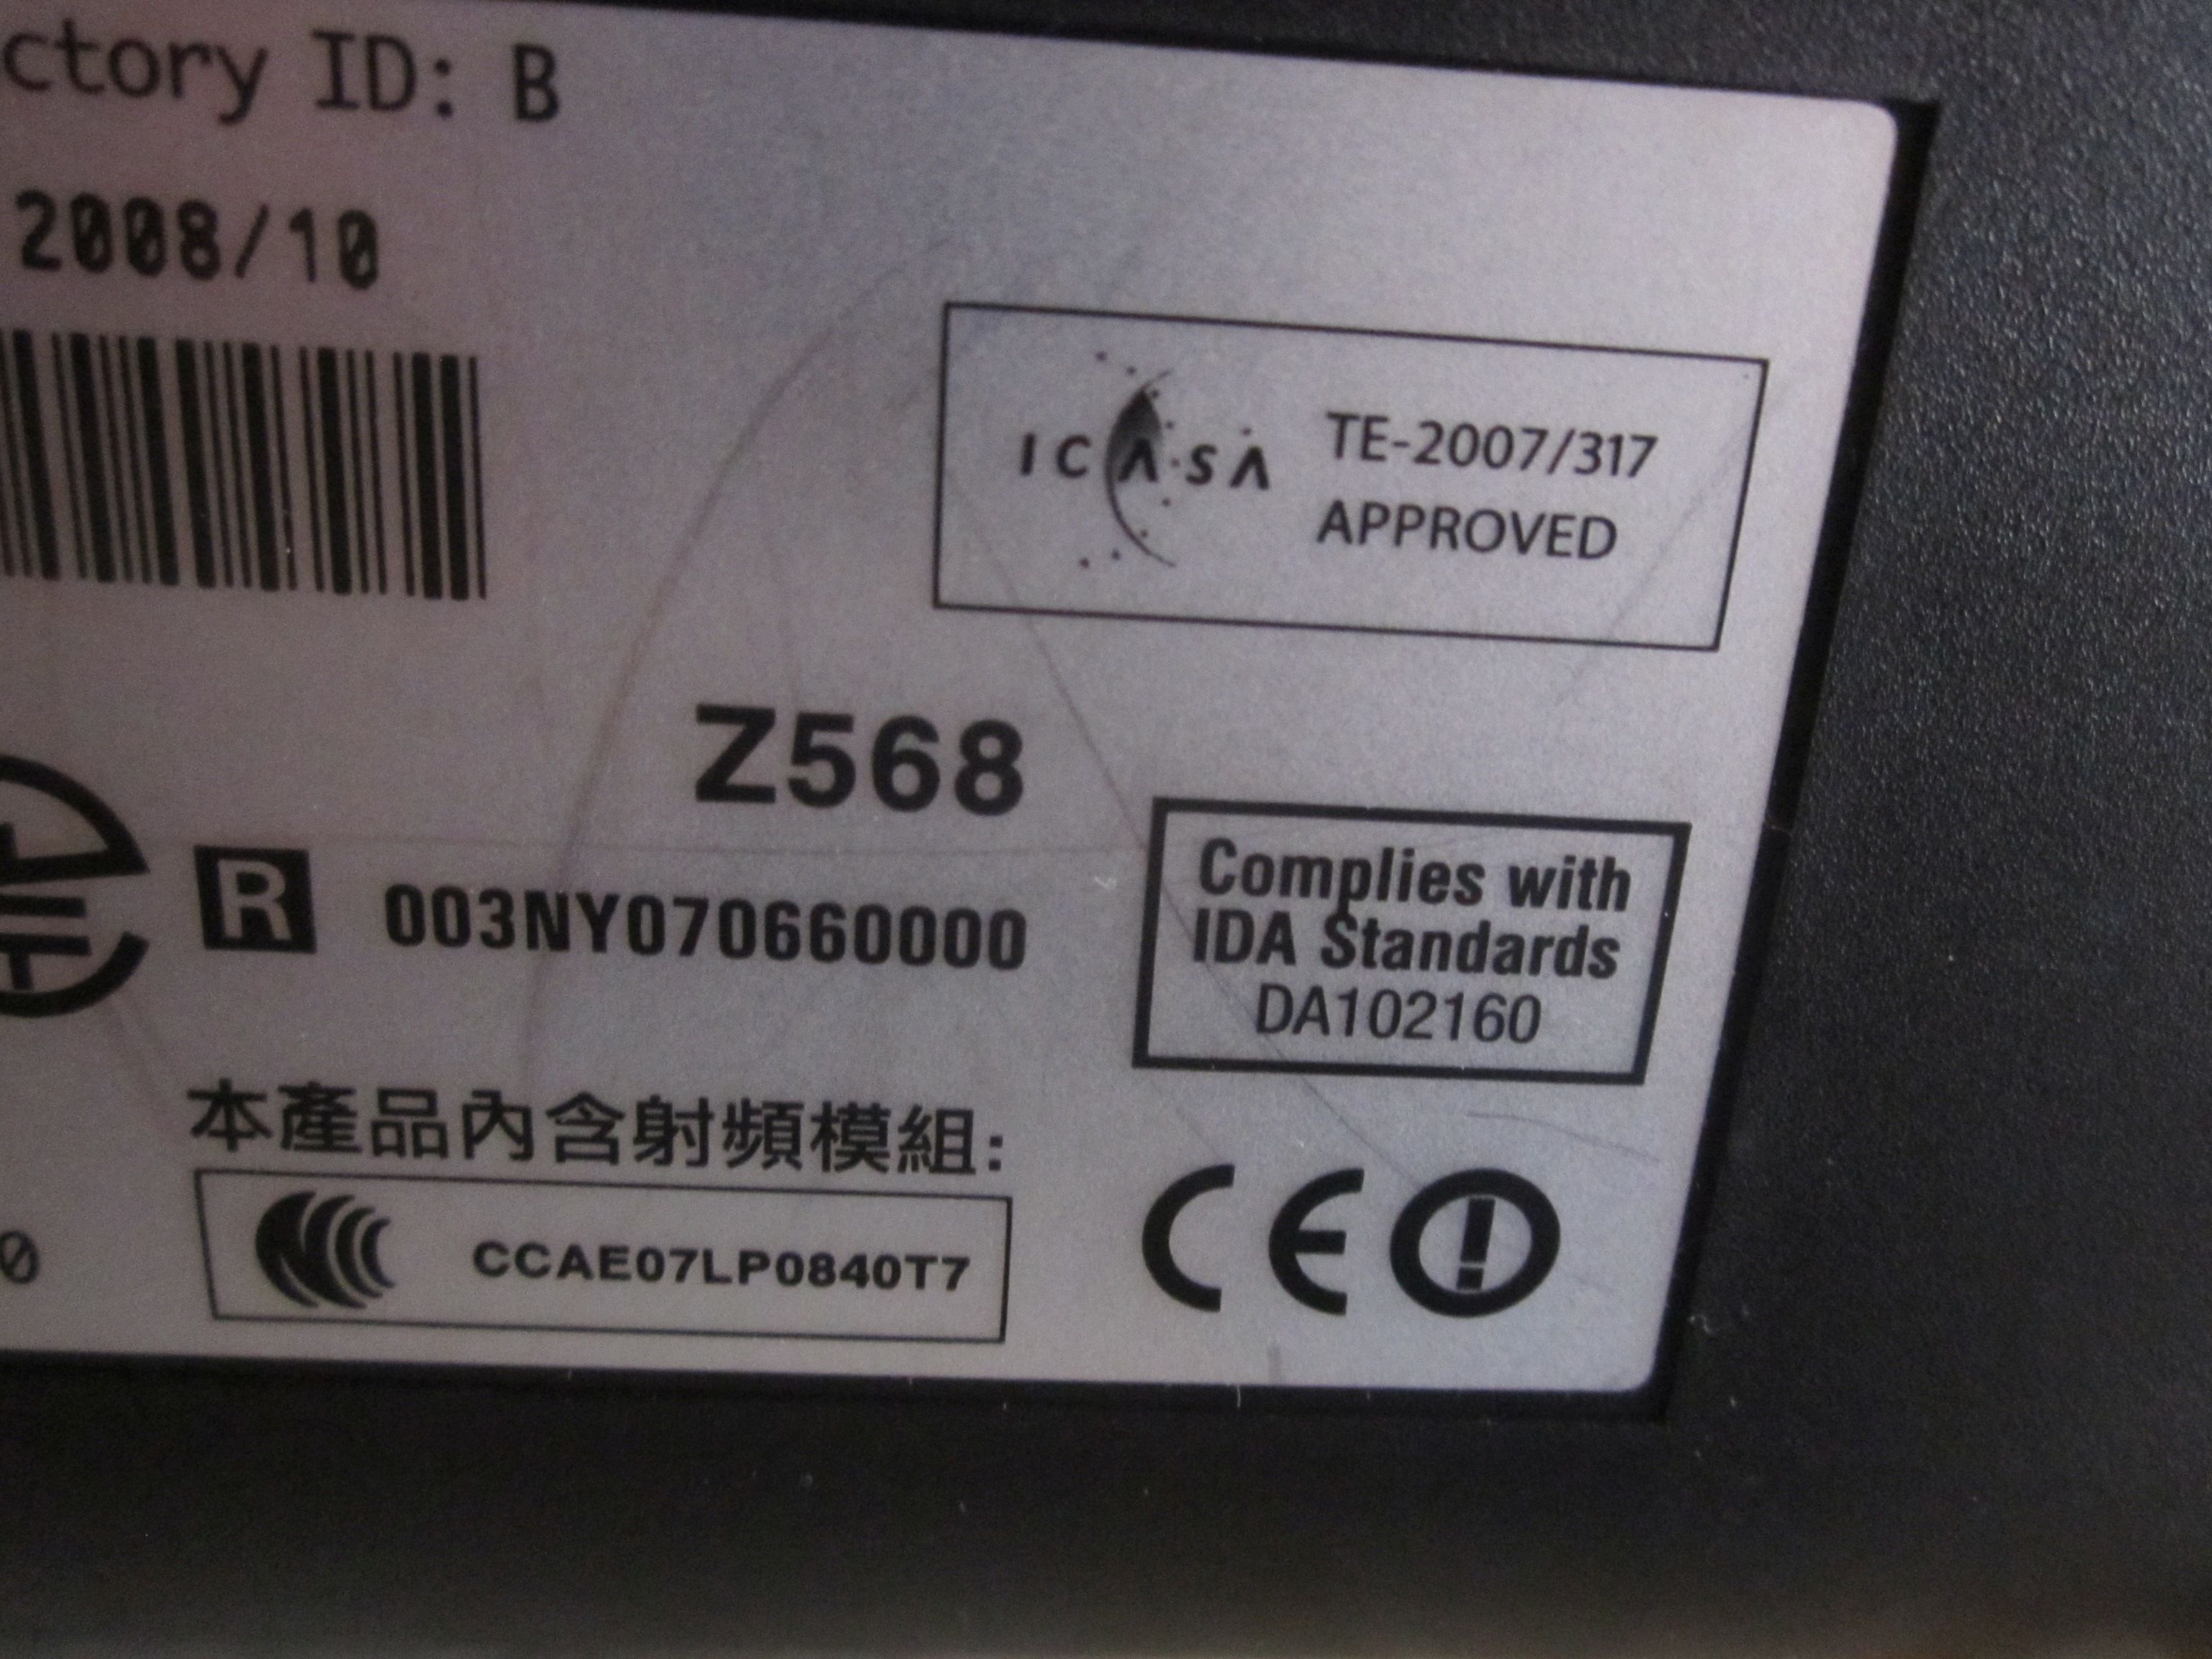 ctory ID: B
2008/10
ICASA
TE-2007/317
APPROVED
Z568
R 003NY070660000
Complies with
IDA Standards
DA102160
本產品內含射頻模組:
CCAE07LP0840T7
CE
0